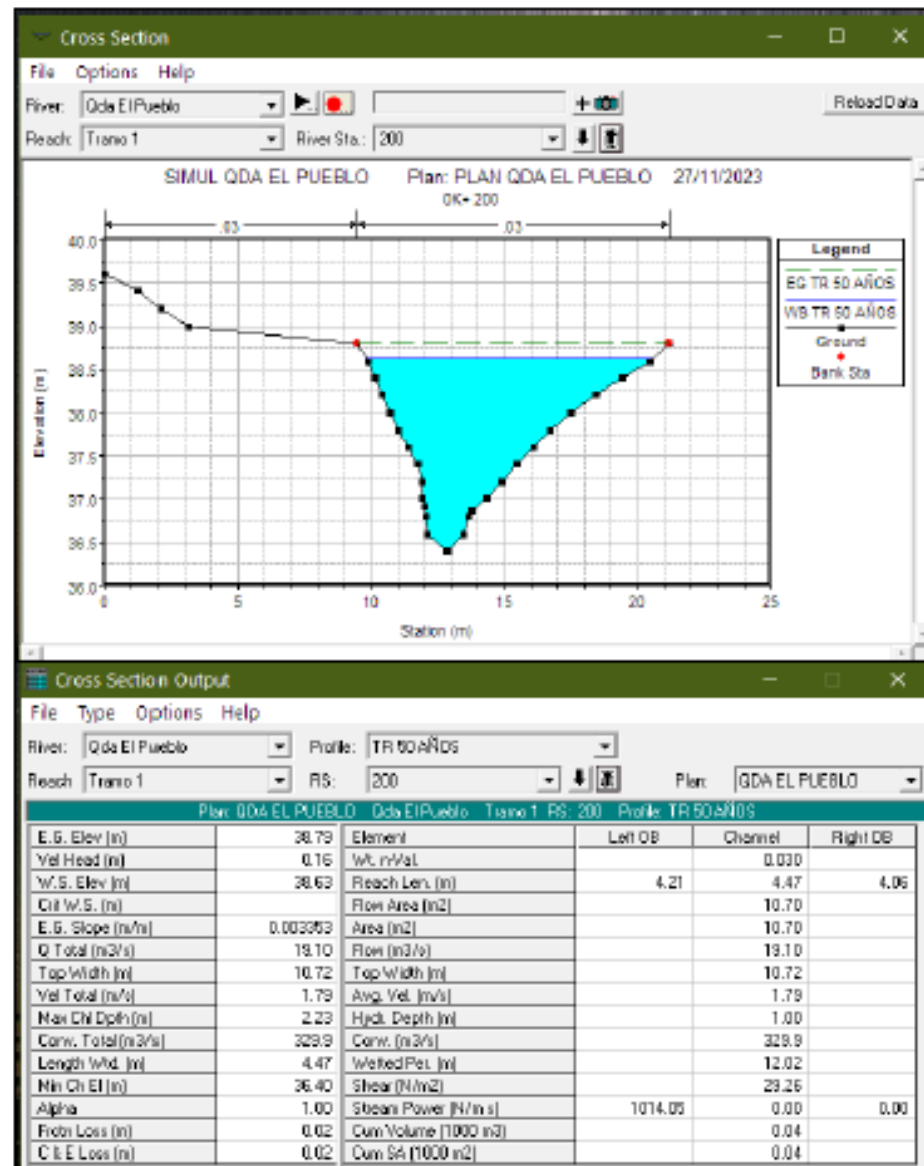 Cross Section
File Options Help
River: Qda El Pueblo Reload Data
Reach: Tramo 1 River Sta.: 200
SIMUL QDA EL PUEBLO Plan: PLAN QDA EL PUEBLO 27/11/2023
0K+ 200
.03 .03
Legend
EG TR 50 AÑOS
WS TR 50 AÑOS
Ground
Bank Sta
40.0
39.5
39.0
38.5
38.0
37.5
37.0
36.5
36.0
Elevation (m)
0 5 10 15 20 25
Station (m)
Cross Section Output
File Type Options Help
River: Qda El Pueblo Profile: TR 50 AÑOS
Reach Tramo 1 RS: 200 Plan: QDA EL PUEBLO
Plan: QDA EL PUEBLO Qda El Pueblo Tramo 1 RS: 200 Profile: TR 50 AÑOS
E.G. Elev (m) 38.79 Element Left OB Channel Right OB
Vel Head (m) 0.16 Wt. n-Val. 0.030
W.S. Elev (m) 38.63 Reach Len. (m) 4.21 4.47 4.06
Crit W.S. (m) Flow Area (m2) 10.70
E.G. Slope (m/m) 0.003353 Area (m2) 10.70
Q Total (m3/s) 19.10 Flow (m3/s) 19.10
Top Width (m) 10.72 Top Width (m) 10.72
Vel Total (m/s) 1.79 Avg. Vel. (m/s) 1.79
Max Chl Dpth (m) 2.23 Hydr. Depth (m) 1.00
Conv. Total (m3/s) 329.9 Conv. (m3/s) 329.9
Length Wtd. (m) 4.47 Wetted Per. (m) 12.02
Min Ch El (m) 36.40 Shear (N/m2) 29.26
Alpha 1.00 Stream Power (N/m s) 1014.05 0.00 0.00
Frctn Loss (m) 0.02 Cum Volume (1000 m3) 0.04
C & E Loss (m) 0.02 Cum SA (1000 m2) 0.04